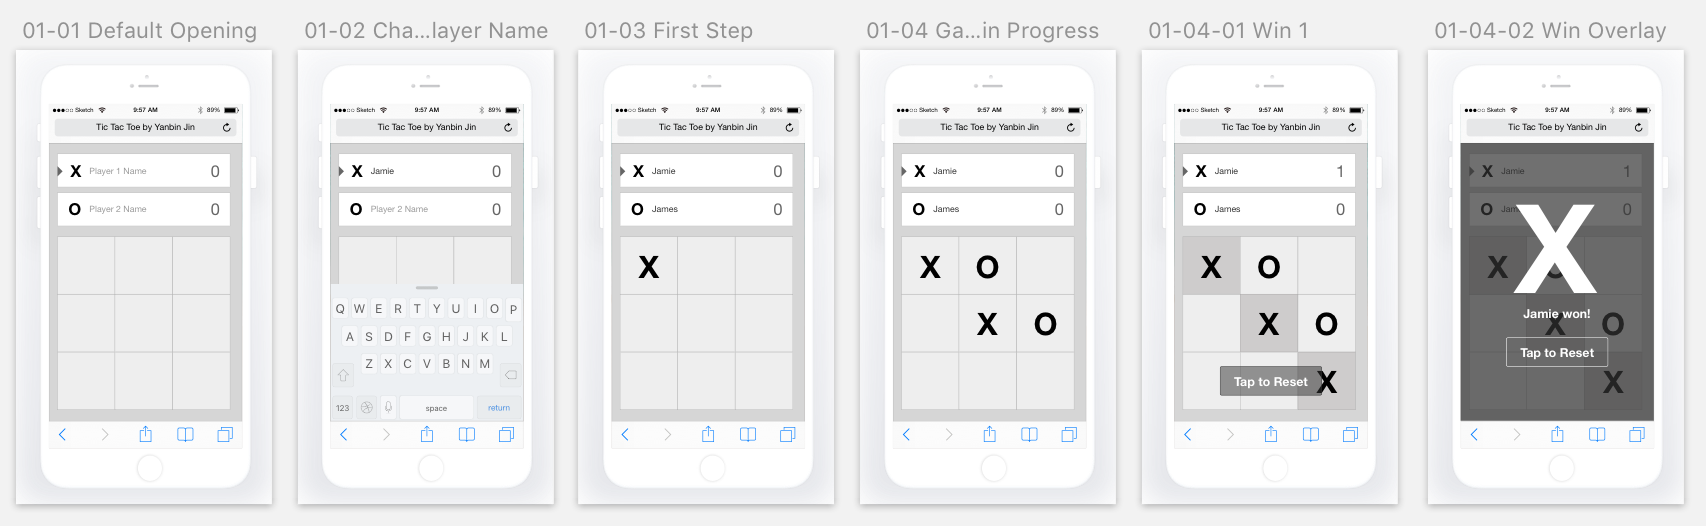 01-01 Default Opening
●●●○○ Sketch 9:57 AM 89%
Tic Tac Toe by Yanbin Jin
X Player 1 Name 0
O Player 2 Name 0
01-02 Cha...layer Name
●●●○○ Sketch 9:57 AM 89%
Tic Tac Toe by Yanbin Jin
X Jamie 0
O Player 2 Name 0
Q W E R T Y U I O P
A S D F G H J K L
Z X C V B N M
123 space return
01-03 First Step
●●●○○ Sketch 9:57 AM 89%
Tic Tac Toe by Yanbin Jin
X Jamie 0
O James 0
X
01-04 Ga...in Progress
●●●○○ Sketch 9:57 AM 89%
Tic Tac Toe by Yanbin Jin
X Jamie 0
O James 0
X O
X O
01-04-01 Win 1
●●●○○ Sketch 9:57 AM 89%
Tic Tac Toe by Yanbin Jin
X Jamie 1
O James 0
X O
X O
Tap to Reset X
01-04-02 Win Overlay
●●●○○ Sketch 9:57 AM 89%
Tic Tac Toe by Yanbin Jin
X Jamie 1
O Jam 0
X
X O
Jamie won!
X O
Tap to Reset
X